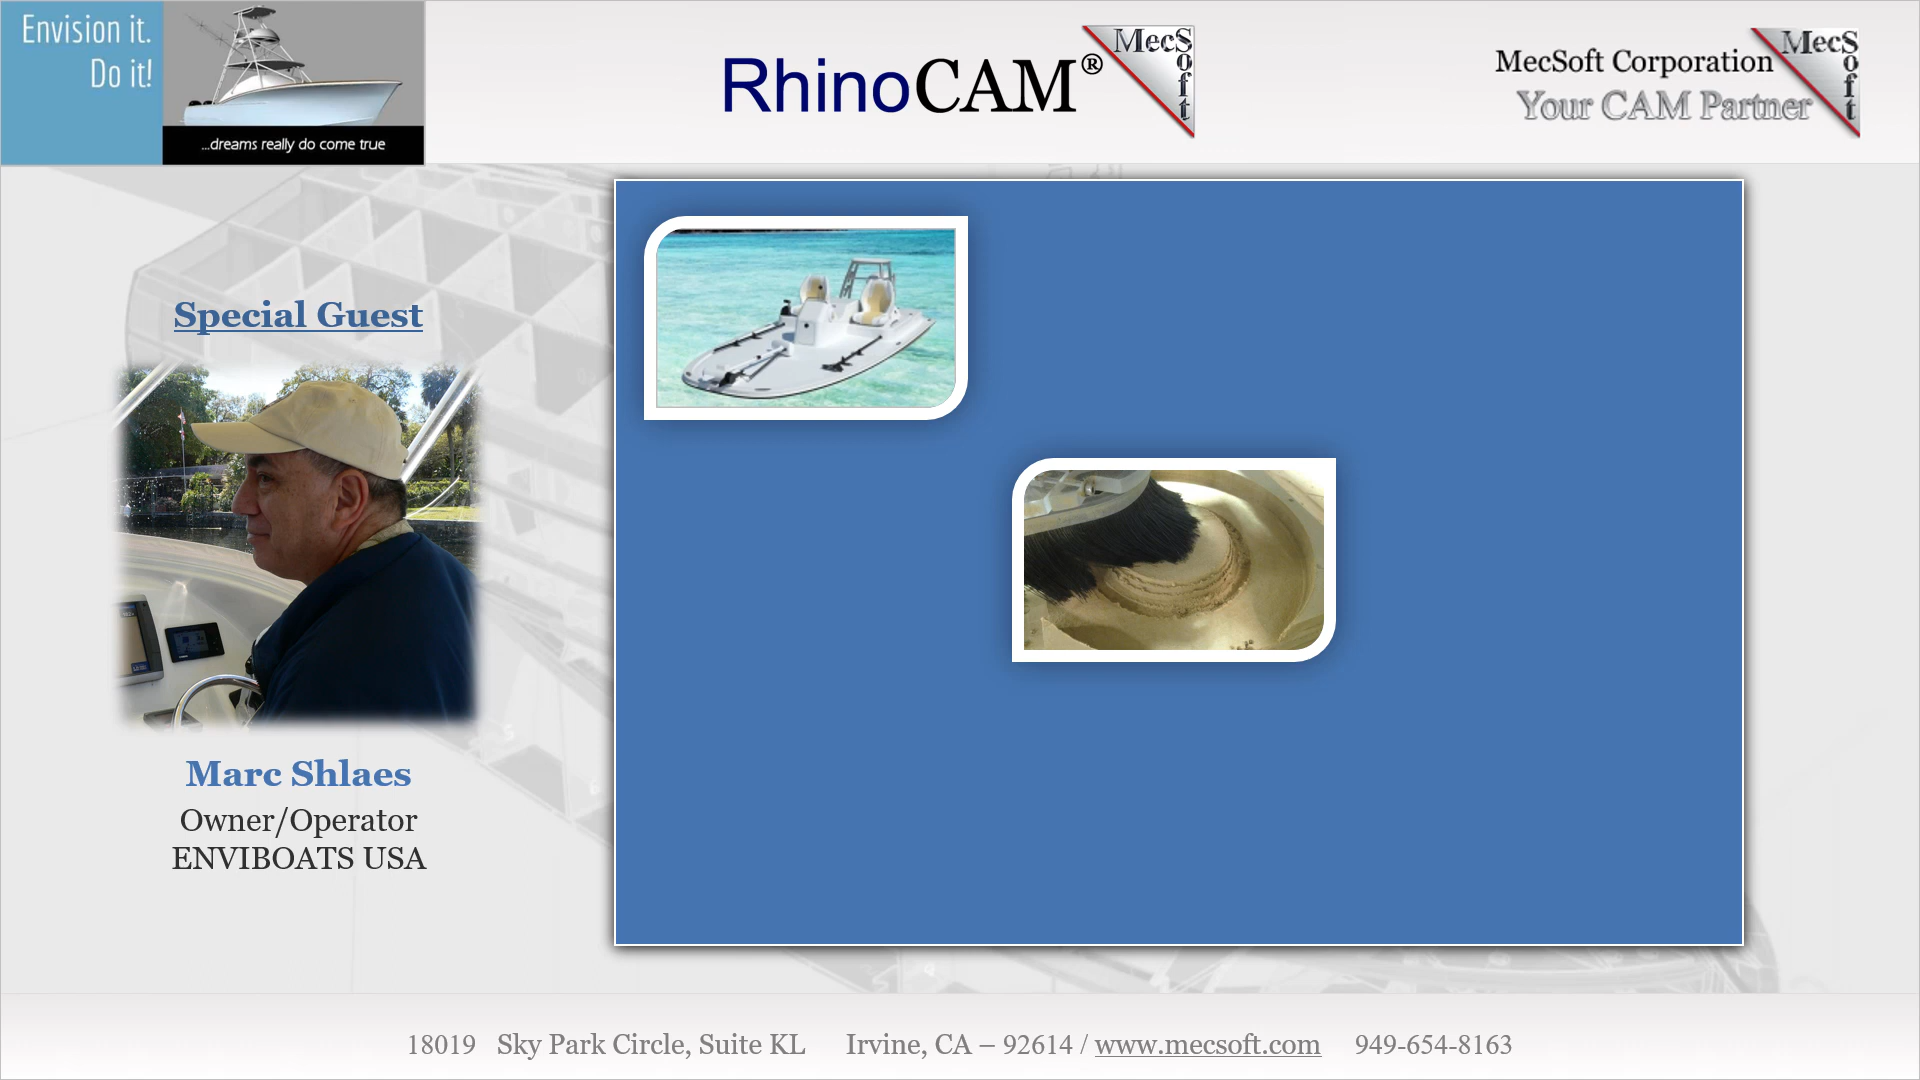 Envision it.
Do it!
...dreams really do come true
RhinoCAM®
MecSoft
MecSoft Corporation
Your CAM Partner
MecSoft
Special Guest
Marc Shlaes
Owner/Operator
ENVIBOATS USA
18019 Sky Park Circle, Suite KL Irvine, CA – 92614 / www.mecsoft.com 949-654-8163